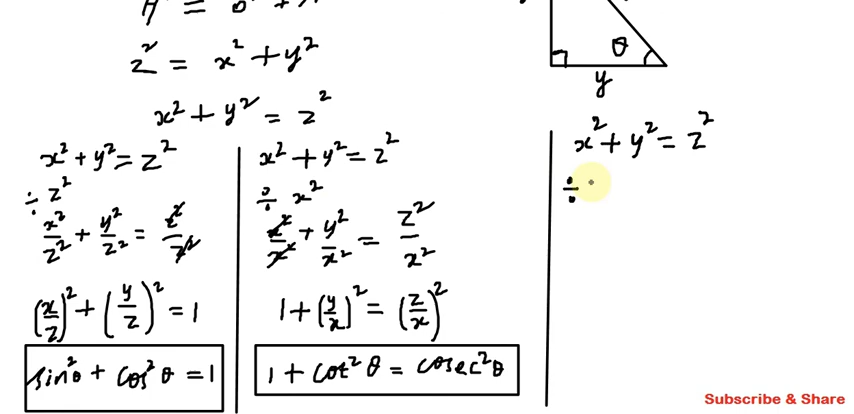 z² = x² + y²
θ
y
x² + y² = z²
x² + y² = z²
÷ z²
x²/z² + y²/z² = z²/z²
(x/z)² + (y/z)² = 1
sin²θ + cos²θ = 1
x² + y² = z²
÷ x²
x²/x² + y²/x² = z²/x²
1 + (y/x)² = (z/x)²
1 + cot²θ = cosec²θ
x² + y² = z²
÷
Subscribe & Share